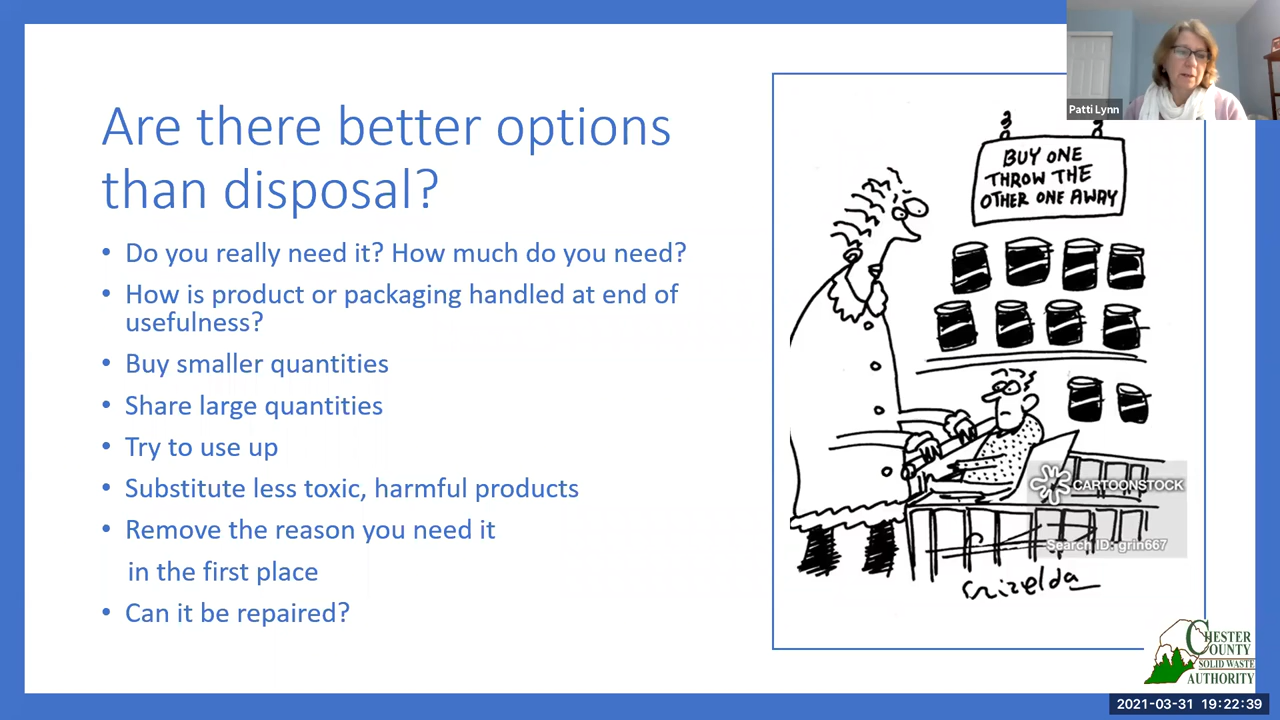 Patti Lynn
Are there better options
than disposal?
• Do you really need it? How much do you need?
• How is product or packaging handled at end of
usefulness?
• Buy smaller quantities
• Share large quantities
• Try to use up
• Substitute less toxic, harmful products
• Remove the reason you need it
in the first place
• Can it be repaired?
BUY ONE
THROW THE
OTHER ONE AWAY
CARTOONSTOCK
Search ID: grin667
Grizelda
CHESTER
COUNTY
SOLID WASTE
AUTHORITY
2021-03-31 19:22:39